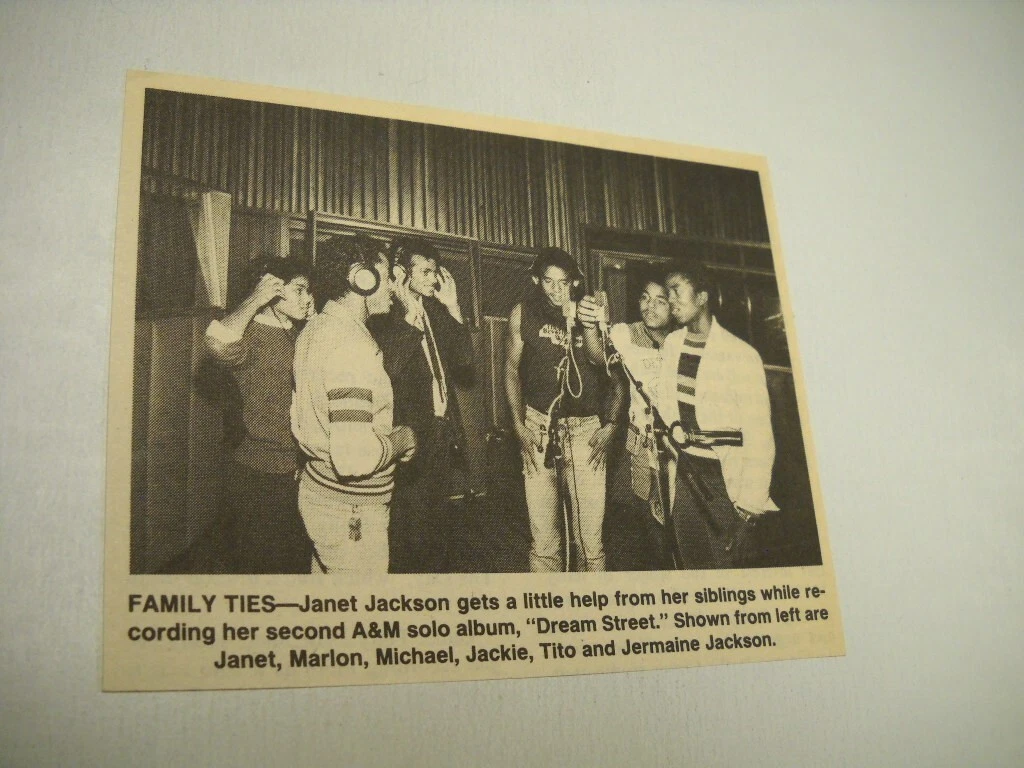 FAMILY TIES—Janet Jackson gets a little help from her siblings while re-
cording her second A&M solo album, "Dream Street." Shown from left are
Janet, Marlon, Michael, Jackie, Tito and Jermaine Jackson.